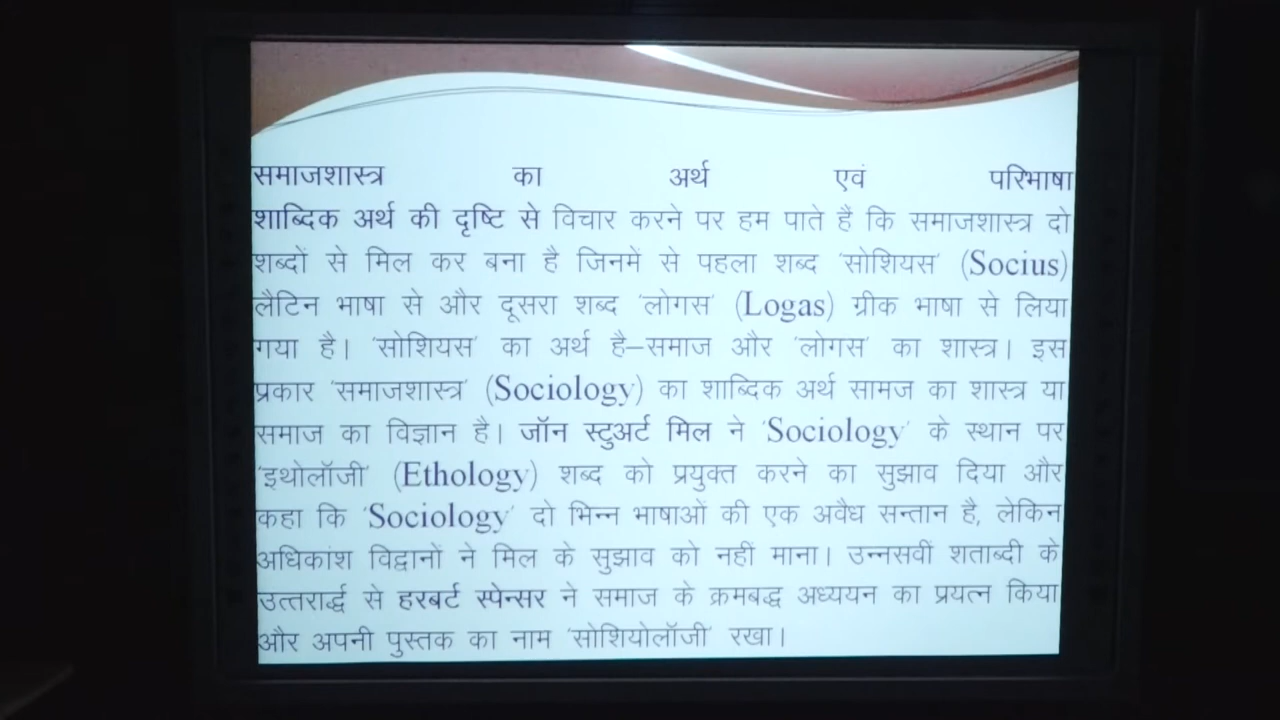 समाजशास्त्र का अर्थ एवं परिभाषा
शाब्दिक अर्थ की दृष्टि से विचार करने पर हम पाते हैं कि समाजशास्त्र दो
शब्दों से मिल कर बना है जिनमें से पहला शब्द 'सोशियस' (Socius)
लैटिन भाषा से और दूसरा शब्द 'लोगस' (Logas) ग्रीक भाषा से लिया
गया है। 'सोशियस' का अर्थ है–समाज और 'लोगस' का शास्त्र। इस
प्रकार 'समाजशास्त्र' (Sociology) का शाब्दिक अर्थ सामज का शास्त्र या
समाज का विज्ञान है। जॉन स्टुअर्ट मिल ने 'Sociology' के स्थान पर
'इथोलॉजी' (Ethology) शब्द को प्रयुक्त करने का सुझाव दिया और
कहा कि 'Sociology' दो भिन्न भाषाओं की एक अवैध सन्तान है, लेकिन
अधिकांश विद्वानों ने मिल के सुझाव को नहीं माना। उन्नसवीं शताब्दी के
उत्तरार्द्ध से हरबर्ट स्पेन्सर ने समाज के क्रमबद्ध अध्ययन का प्रयत्न किया
और अपनी पुस्तक का नाम 'सोशियोलॉजी' रखा।